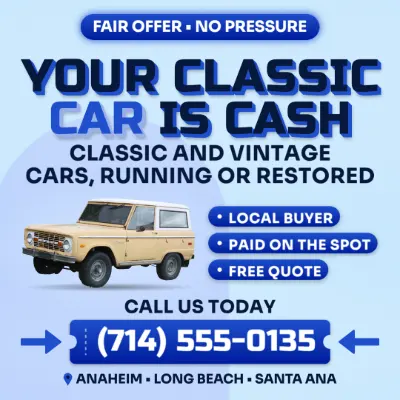 FAIR OFFER • NO PRESSURE
YOUR CLASSIC
CAR IS CASH
CLASSIC AND VINTAGE
CARS, RUNNING OR RESTORED
• LOCAL BUYER
• PAID ON THE SPOT
• FREE QUOTE
CALL US TODAY
(714) 555-0135
ANAHEIM • LONG BEACH • SANTA ANA